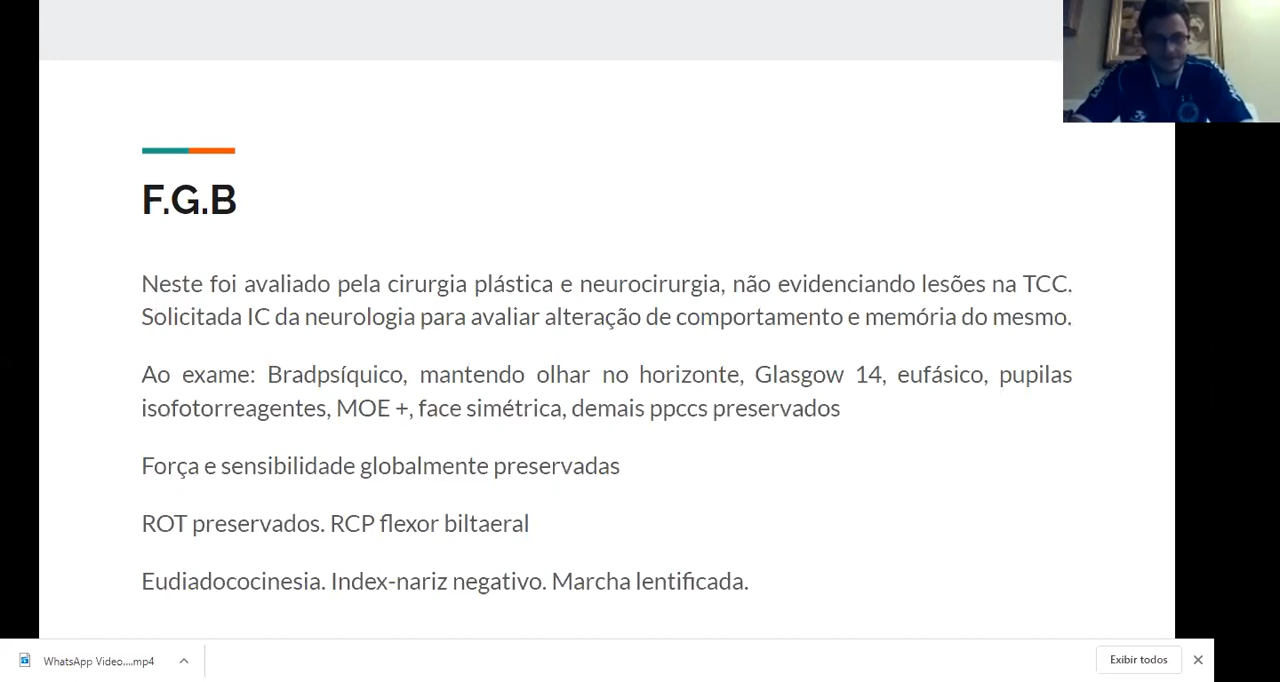 F.G.B
Neste foi avaliado pela cirurgia plástica e neurocirurgia, não evidenciando lesões na TCC.
Solicitada IC da neurologia para avaliar alteração de comportamento e memória do mesmo.
Ao exame: Bradpsíquico, mantendo olhar no horizonte, Glasgow 14, eufásico, pupilas
isofotorreagentes, MOE +, face simétrica, demais ppccs preservados
Força e sensibilidade globalmente preservadas
ROT preservados. RCP flexor biltaeral
Eudiadococinesia. Index-nariz negativo. Marcha lentificada.
WhatsApp Video....mp4
Exibir todos